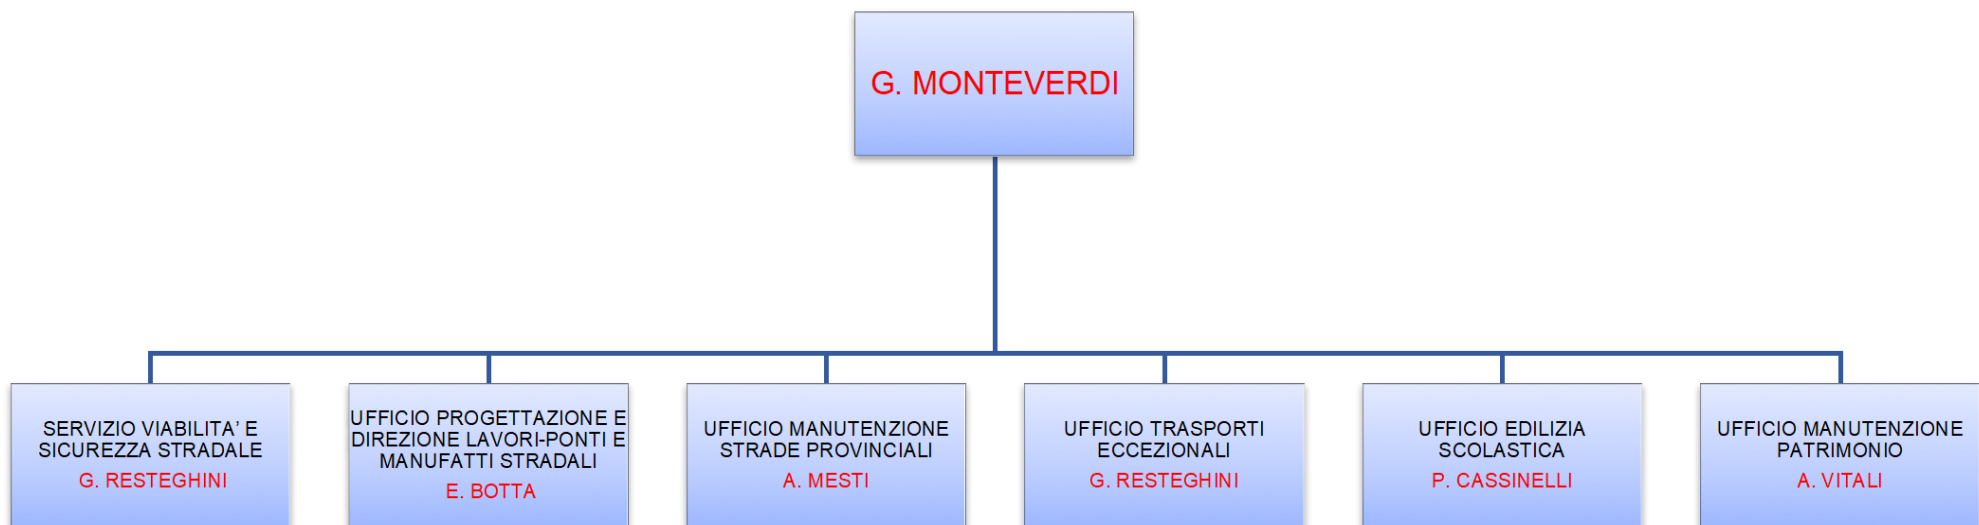 G. MONTEVERDI
SERVIZIO VIABILITA’ E
SICUREZZA STRADALE
G. RESTEGHINI
UFFICIO PROGETTAZIONE E
DIREZIONE LAVORI-PONTI E
MANUFATTI STRADALI
E. BOTTA
UFFICIO MANUTENZIONE
STRADE PROVINCIALI
A. MESTI
UFFICIO TRASPORTI
ECCEZIONALI
G. RESTEGHINI
UFFICIO EDILIZIA
SCOLASTICA
P. CASSINELLI
UFFICIO MANUTENZIONE
PATRIMONIO
A. VITALI